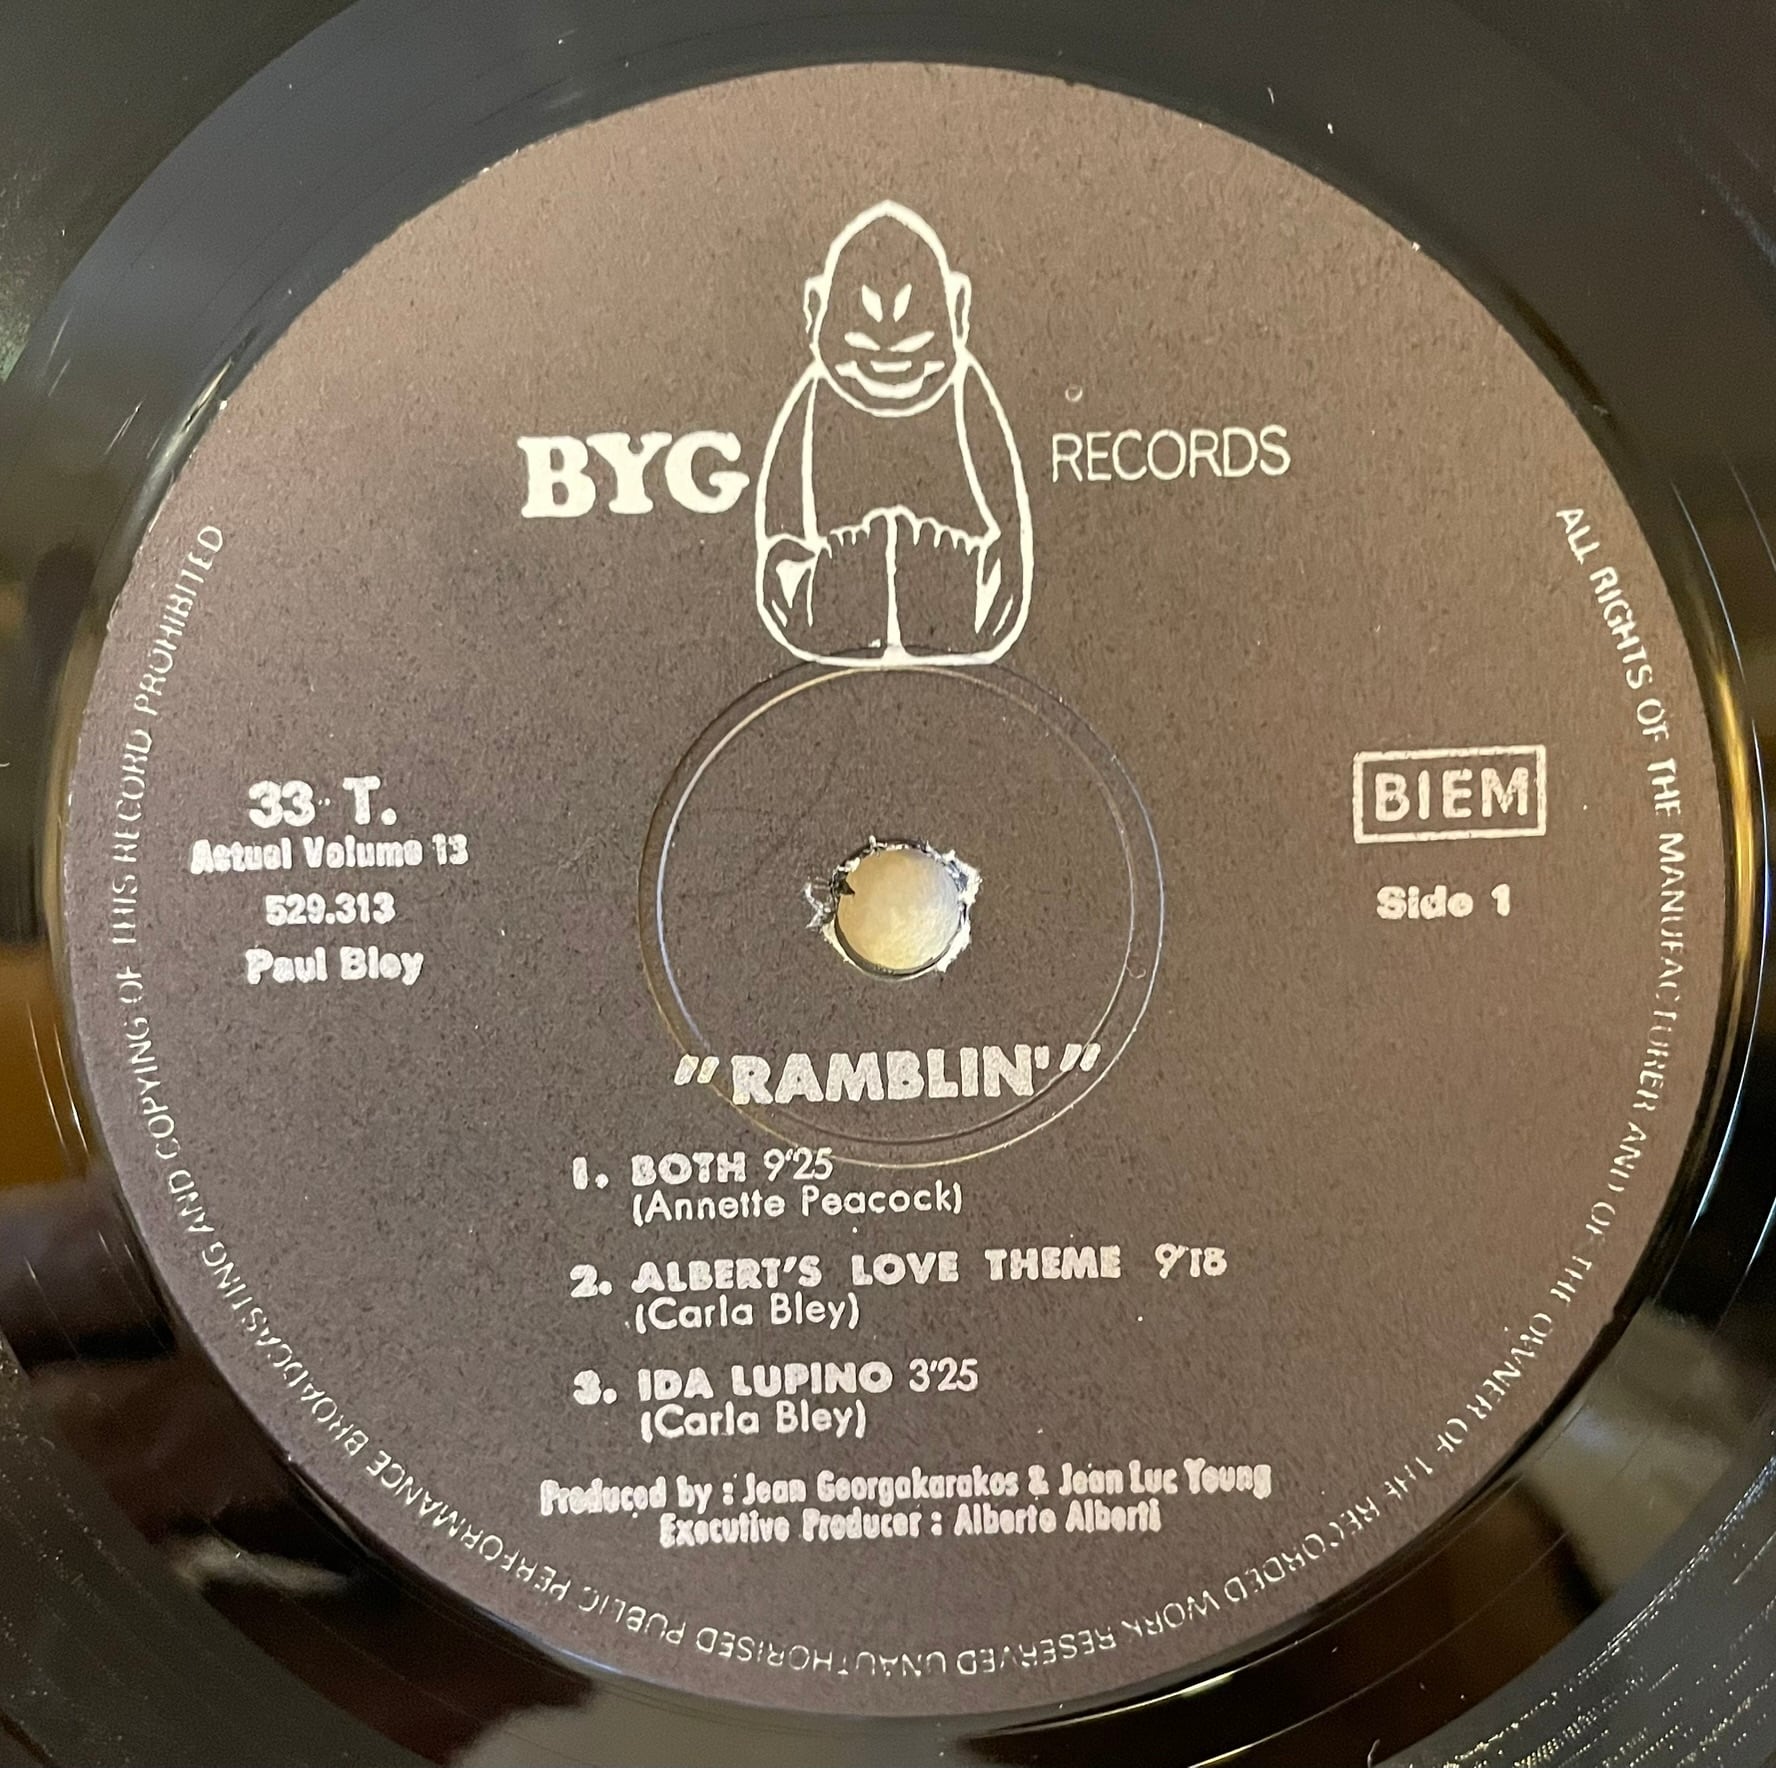 BYG RECORDS
33 T.
Actuel Volume 13
529.313
Paul Bley
BIEM
Side 1
"RAMBLIN'"
1. BOTH 9'25
(Annette Peacock)
2. ALBERT'S LOVE THEME 9'18
(Carla Bley)
3. IDA LUPINO 3'25
(Carla Bley)
Produced by : Jean Georgakarakos & Jean Luc Young
Executive Producer : Alberto Alberti
ALL RIGHTS OF THE MANUFACTURER AND OF THE OWNER OF THE RECORDED WORK RESERVED UNAUTHORISED PUBLIC PERFORMANCE BROADCASTING AND COPYING OF THIS RECORD PROHIBITED